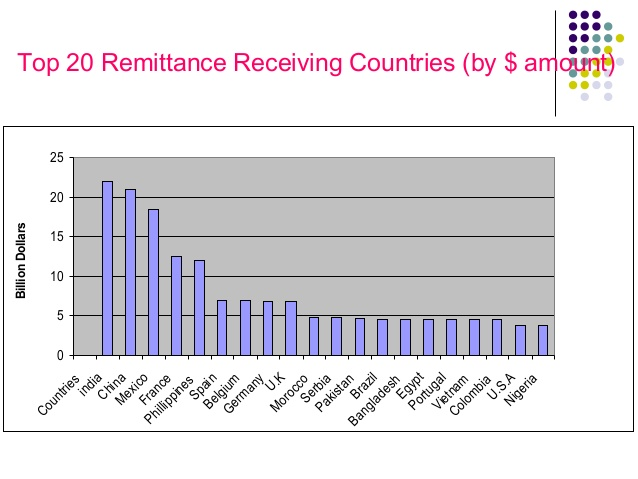 Top 20 Remittance Receiving Countries (by $ amount)
25
20
15
10
5
0
Billion Dollars
Countries
india
China
Mexico
France
Phillippines
Spain
Belgium
Germany
U.K
Morocco
Serbia
Pakistan
Brazil
Bangladesh
Egypt
Portugal
Vietnam
Colombia
U.S.A
Nigeria